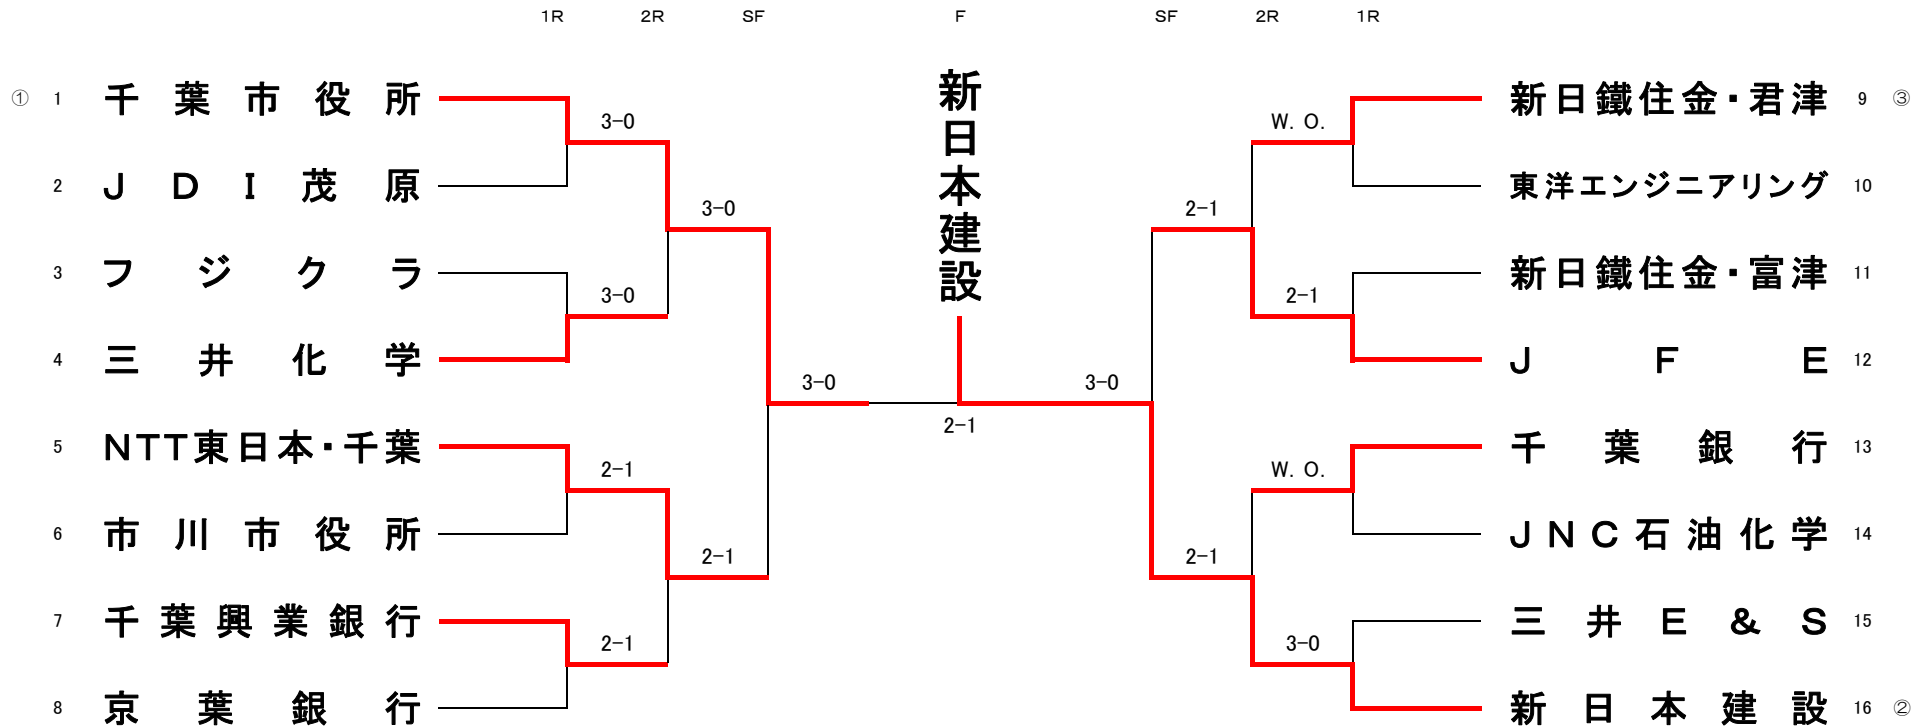 1R 2R SF F SF 2R 1R
新日本建設
① 1 千葉市役所
3-0
2 JDI茂原
3-0
3 フジクラ
3-0
4 三井化学
3-0
5 NTT東日本・千葉
2-1
6 市川市役所
2-1
7 千葉興業銀行
2-1
8 京葉銀行
2-1
新日鐵住金・君津 9 ③
W.O.
東洋エンジニアリング 10
2-1
新日鐵住金・富津 11
2-1
JFE 12
3-0
千葉銀行 13
W.O.
JNC石油化学 14
2-1
三井E&S 15
3-0
新日本建設 16 ②